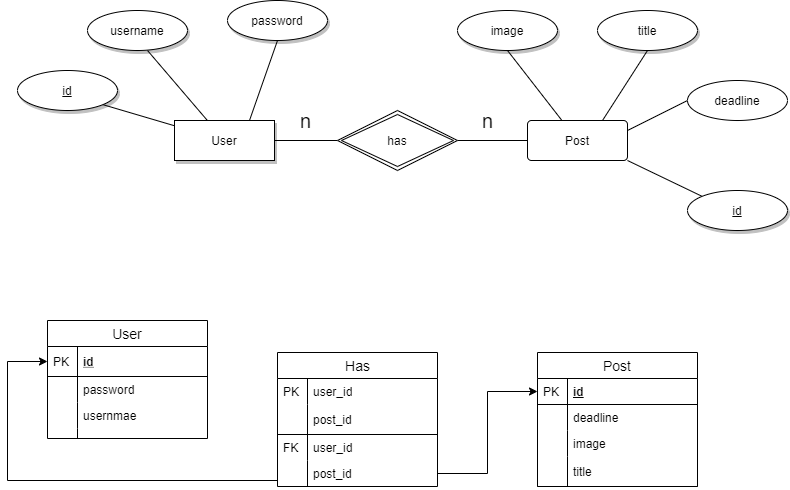 username
password
image
title
id
deadline
n
n
User
has
Post
id
User
PK id
password
usernmae
Has
PK user_id
post_id
FK user_id
post_id
Post
PK id
deadline
image
title